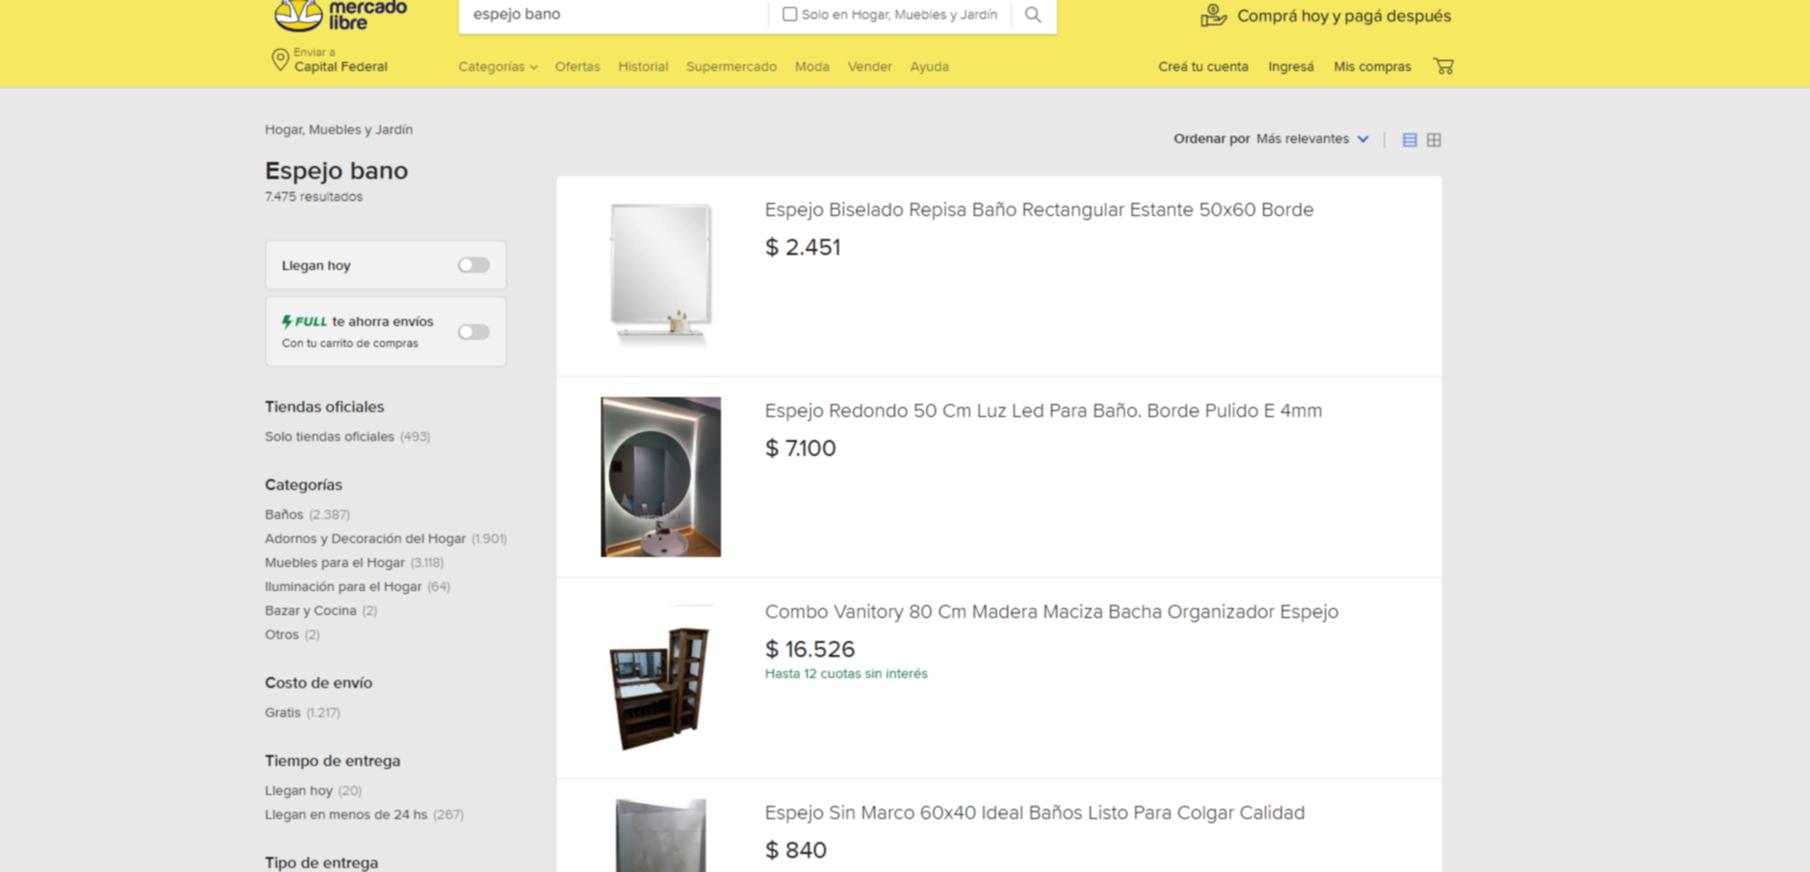 mercado
libre
espejo bano
Solo en Hogar, Muebles y Jardín
Comprá hoy y pagá después
Enviar a
Capital Federal
Categorías
Ofertas
Historial
Supermercado
Moda
Vender
Ayuda
Creá tu cuenta
Ingresá
Mis compras
Hogar, Muebles y Jardín
Espejo bano
7.475 resultados
Ordenar por Más relevantes
Llegan hoy
FULL te ahorra envíos
Con tu carrito de compras
Tiendas oficiales
Solo tiendas oficiales (493)
Categorías
Baños (2.387)
Adornos y Decoración del Hogar (1.901)
Muebles para el Hogar (3.118)
Iluminación para el Hogar (64)
Bazar y Cocina (2)
Otros (2)
Costo de envío
Gratis (1.217)
Tiempo de entrega
Llegan hoy (20)
Llegan en menos de 24 hs (267)
Tipo de entrega
Espejo Biselado Repisa Baño Rectangular Estante 50x60 Borde
$ 2.451
Espejo Redondo 50 Cm Luz Led Para Baño. Borde Pulido E 4mm
$ 7.100
Combo Vanitory 80 Cm Madera Maciza Bacha Organizador Espejo
$ 16.526
Hasta 12 cuotas sin interés
Espejo Sin Marco 60x40 Ideal Baños Listo Para Colgar Calidad
$ 840